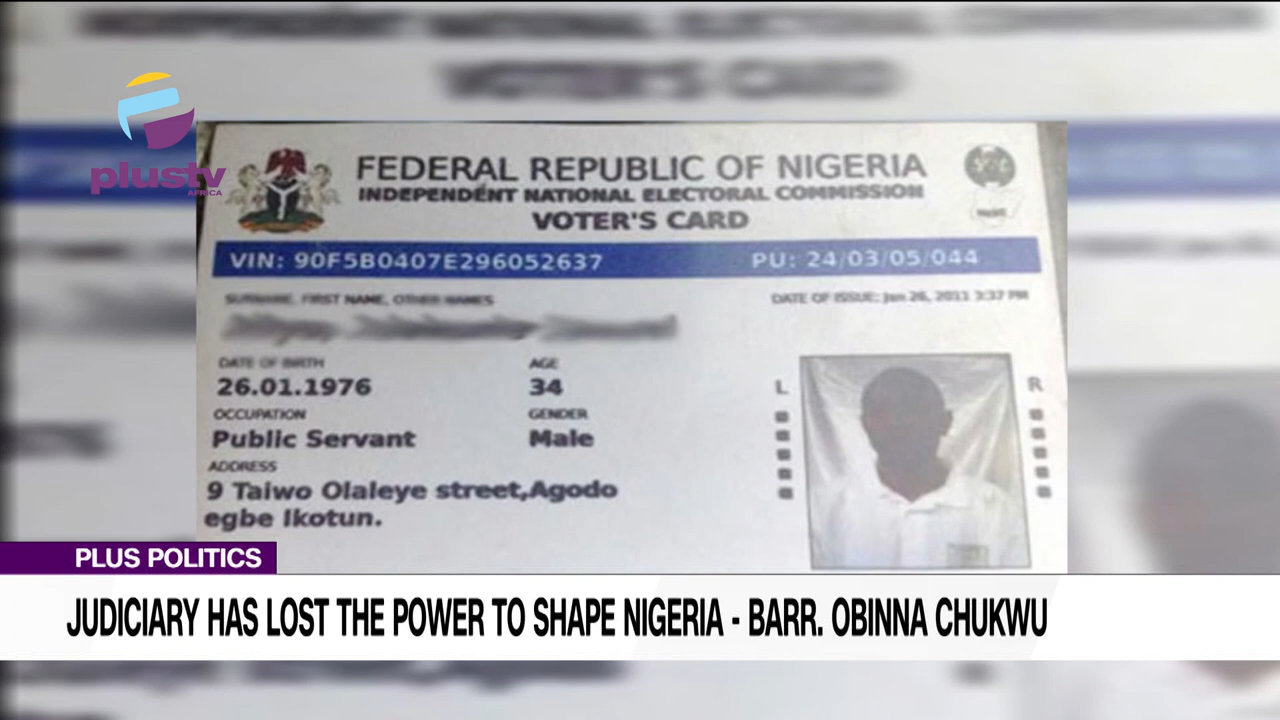 plustv
AFRICA
FEDERAL REPUBLIC OF NIGERIA
INDEPENDENT NATIONAL ELECTORAL COMMISSION
VOTER'S CARD
VIN: 90F5B0407E296052637 PU: 24/03/05/044
SURNAME, FIRST NAME, OTHER NAMES
DATE OF ISSUE: Jan 26, 2011 3:37 PM
DATE OF BIRTH AGE
26.01.1976 34
OCCUPATION GENDER
Public Servant Male
L R
ADDRESS
9 Taiwo Olaleye street,Agodo
egbe Ikotun.
PLUS POLITICS
JUDICIARY HAS LOST THE POWER TO SHAPE NIGERIA - BARR. OBINNA CHUKWU